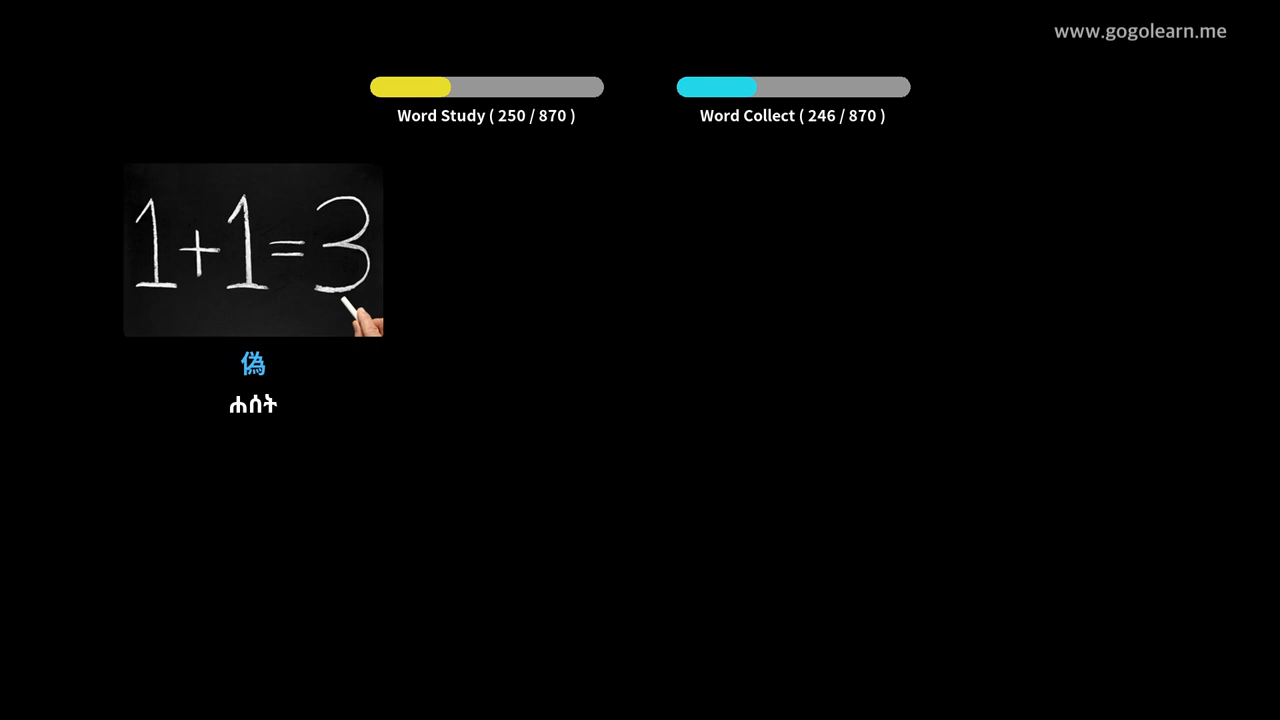 www.gogolearn.me
Word Study ( 250 / 870 )
Word Collect ( 246 / 870 )
1+1=3
偽
ሐሰት